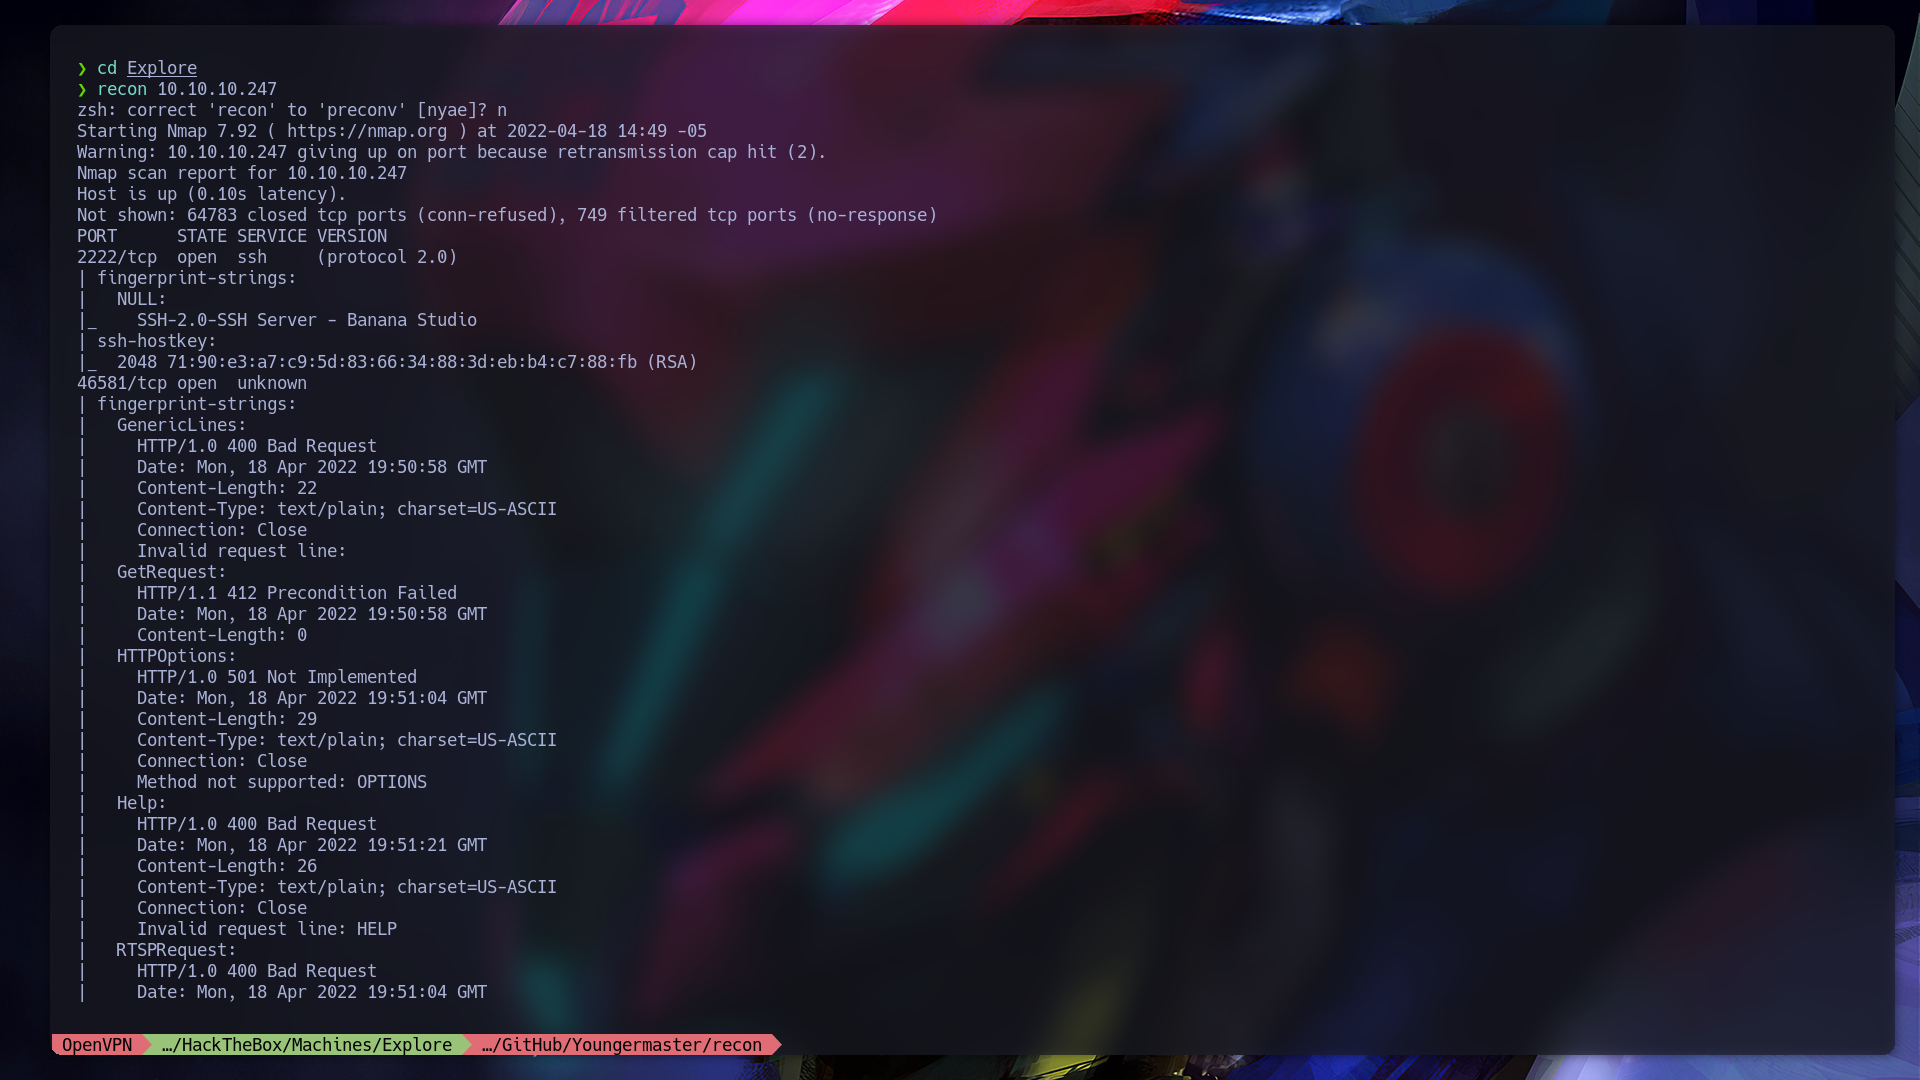 ❯ cd Explore
❯ recon 10.10.10.247
zsh: correct 'recon' to 'preconv' [nyae]? n
Starting Nmap 7.92 ( https://nmap.org ) at 2022-04-18 14:49 -05
Warning: 10.10.10.247 giving up on port because retransmission cap hit (2).
Nmap scan report for 10.10.10.247
Host is up (0.10s latency).
Not shown: 64783 closed tcp ports (conn-refused), 749 filtered tcp ports (no-response)
PORT      STATE SERVICE VERSION
2222/tcp  open  ssh     (protocol 2.0)
| fingerprint-strings:
|   NULL:
|_    SSH-2.0-SSH Server - Banana Studio
| ssh-hostkey:
|_  2048 71:90:e3:a7:c9:5d:83:66:34:88:3d:eb:b4:c7:88:fb (RSA)
46581/tcp open  unknown
| fingerprint-strings:
|   GenericLines:
|     HTTP/1.0 400 Bad Request
|     Date: Mon, 18 Apr 2022 19:50:58 GMT
|     Content-Length: 22
|     Content-Type: text/plain; charset=US-ASCII
|     Connection: Close
|     Invalid request line:
|   GetRequest:
|     HTTP/1.1 412 Precondition Failed
|     Date: Mon, 18 Apr 2022 19:50:58 GMT
|     Content-Length: 0
|   HTTPOptions:
|     HTTP/1.0 501 Not Implemented
|     Date: Mon, 18 Apr 2022 19:51:04 GMT
|     Content-Length: 29
|     Content-Type: text/plain; charset=US-ASCII
|     Connection: Close
|     Method not supported: OPTIONS
|   Help:
|     HTTP/1.0 400 Bad Request
|     Date: Mon, 18 Apr 2022 19:51:21 GMT
|     Content-Length: 26
|     Content-Type: text/plain; charset=US-ASCII
|     Connection: Close
|     Invalid request line: HELP
|   RTSPRequest:
|     HTTP/1.0 400 Bad Request
|     Date: Mon, 18 Apr 2022 19:51:04 GMT
OpenVPN …/HackTheBox/Machines/Explore …/GitHub/Youngermaster/recon